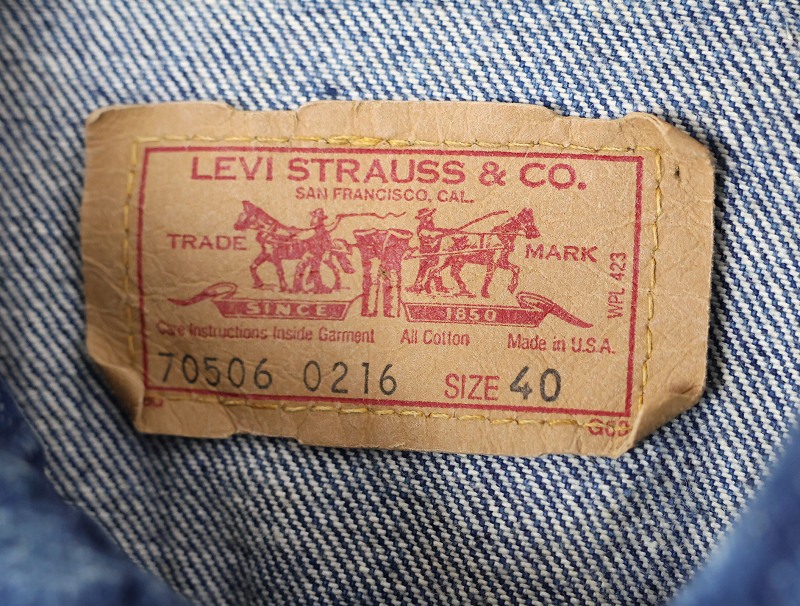 LEVI STRAUSS & CO.
SAN FRANCISCO, CAL.
TRADE MARK
SINCE 1850
WPL 423
Care Instructions Inside Garment All Cotton Made in U.S.A.
70506 0216 SIZE 40